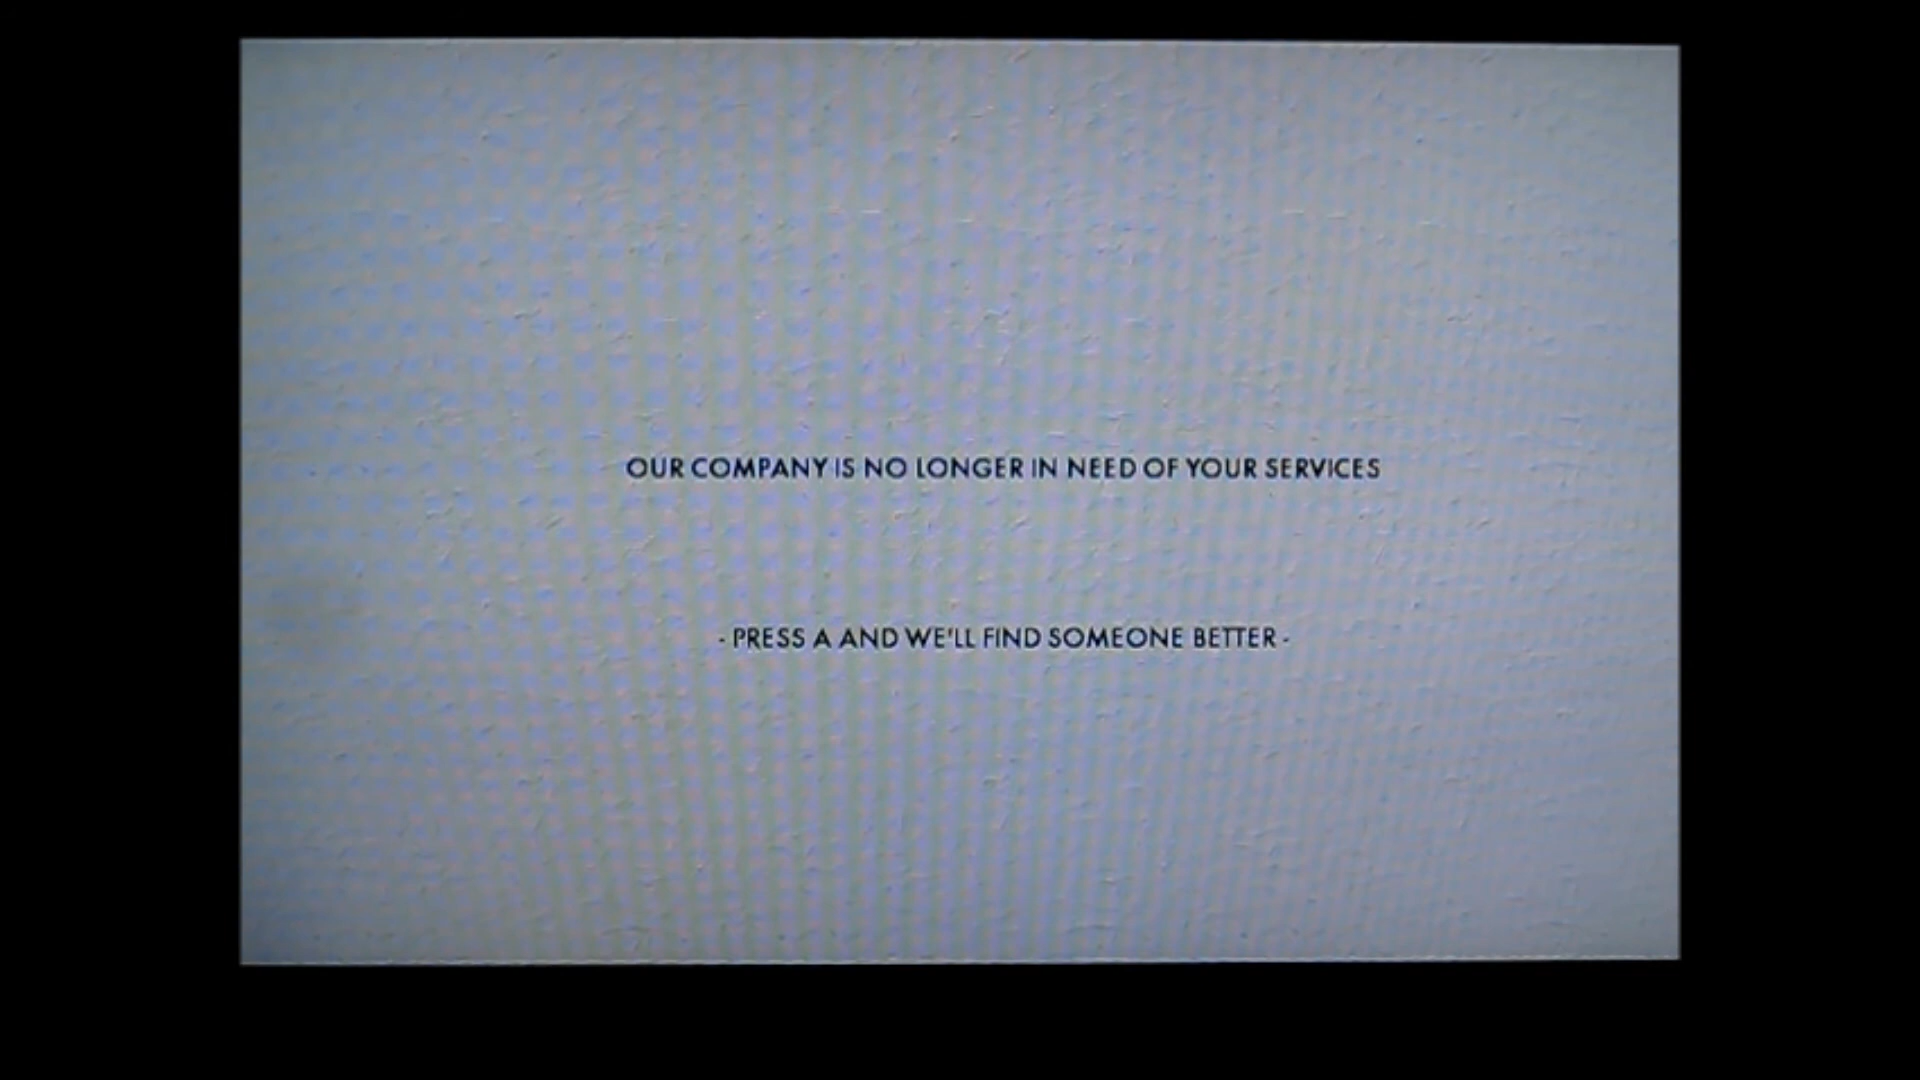 OUR COMPANY IS NO LONGER IN NEED OF YOUR SERVICES
- PRESS A AND WE'LL FIND SOMEONE BETTER -